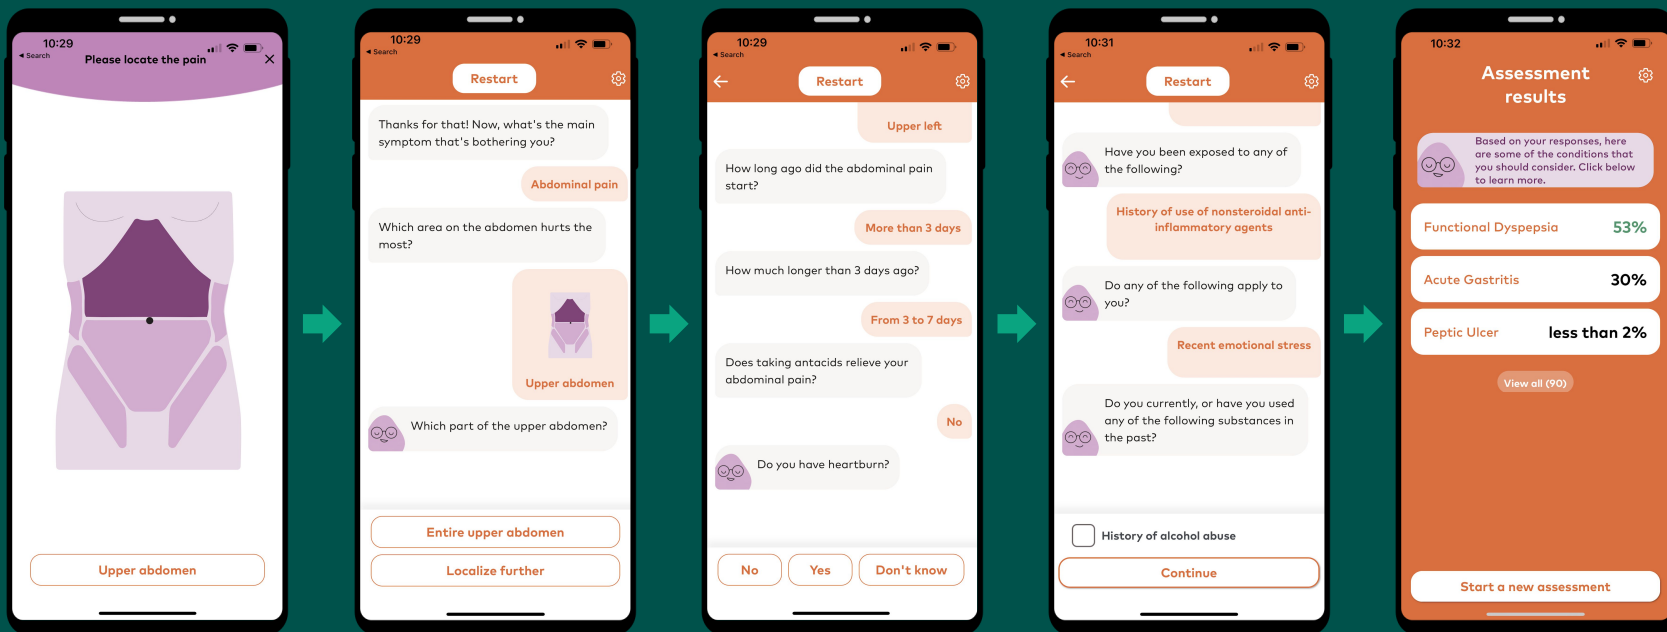 10:29
◄ Search
Please locate the pain
Upper abdomen
10:29
◄ Search
Restart
Thanks for that! Now, what's the main
symptom that's bothering you?
Abdominal pain
Which area on the abdomen hurts the
most?
Upper abdomen
Which part of the upper abdomen?
Entire upper abdomen
Localize further
10:29
◄ Search
Restart
Upper left
How long ago did the abdominal pain
start?
More than 3 days
How much longer than 3 days ago?
From 3 to 7 days
Does taking antacids relieve your
abdominal pain?
No
Do you have heartburn?
No
Yes
Don't know
10:31
◄ Search
Restart
Have you been exposed to any of
the following?
History of use of nonsteroidal anti-
inflammatory agents
Do any of the following apply to
you?
Recent emotional stress
Do you currently, or have you used
any of the following substances in
the past?
History of alcohol abuse
Continue
10:32
Assessment
results
Based on your responses, here
are some of the conditions that
you should consider. Click below
to learn more.
Functional Dyspepsia 53%
Acute Gastritis 30%
Peptic Ulcer less than 2%
View all (90)
Start a new assessment